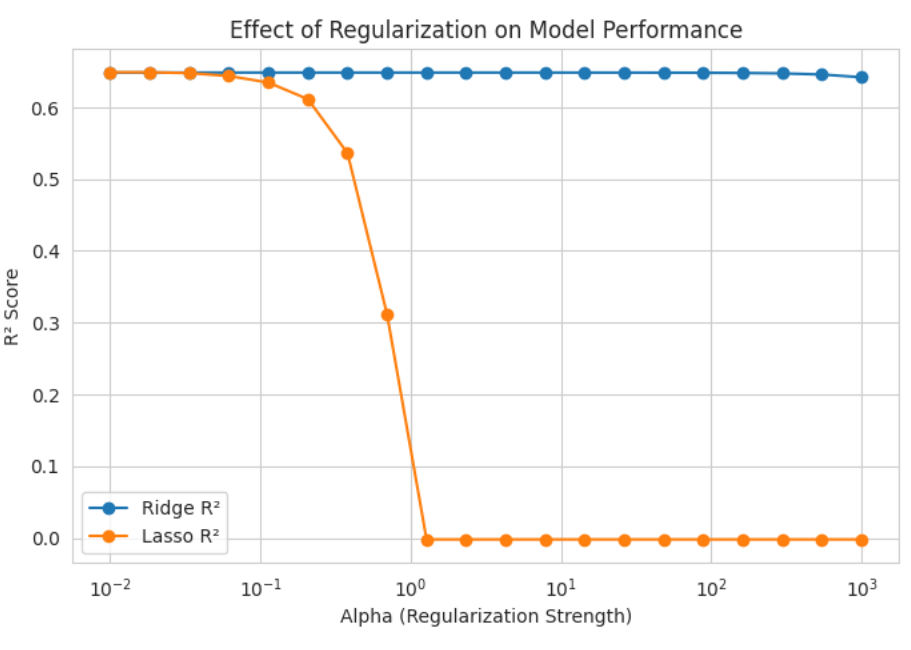 Effect of Regularization on Model Performance
R² Score
0.6
0.5
0.4
0.3
0.2
0.1
0.0
Ridge R²
Lasso R²
10⁻²
10⁻¹
10⁰
10¹
10²
10³
Alpha (Regularization Strength)